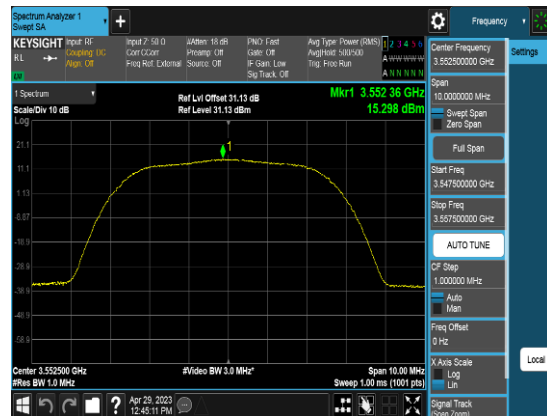 Spectrum Analyzer 1
Swept SA
+
Frequency
KEYSIGHT
RL
Input: RF
Coupling: DC
Align: Off
Input Z: 50 Ω
Corr CCorr
Freq Ref: External
#Atten: 18 dB
Preamp: Off
Source: Off
PNO: Fast
Gate: Off
IF Gain: Low
Sig Track: Off
Avg Type: Power (RMS)
Avg|Hold: 500/500
Trig: Free Run
1 2 3 4 5 6
A W W W W W
A N N N N N
1 Spectrum
Scale/Div 10 dB
Log
Ref Lvl Offset 31.13 dB
Ref Level 31.13 dBm
Mkr1 3.552 36 GHz
15.298 dBm
1
21.1
11.1
1.13
-8.87
-18.9
-28.9
-38.9
-48.9
-58.9
Center 3.552500 GHz
#Res BW 1.0 MHz
#Video BW 3.0 MHz*
Span 10.00 MHz
Sweep 1.00 ms (1001 pts)
Center Frequency
3.552500000 GHz
Settings
Span
10.0000000 MHz
Swept Span
Zero Span
Full Span
Start Freq
3.547500000 GHz
Stop Freq
3.557500000 GHz
AUTO TUNE
CF Step
1.000000 MHz
Auto
Man
Freq Offset
0 Hz
X Axis Scale
Log
Lin
Local
Signal Track
(Span Zoom)
?
Apr 29, 2023
12:45:11 PM